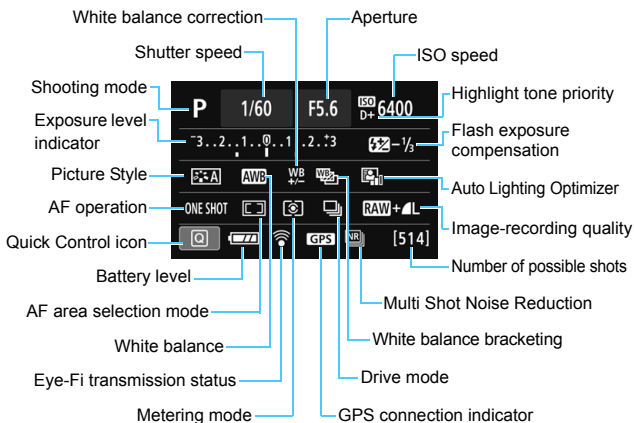 White balance correction
Aperture
Shutter speed
ISO speed
Shooting mode
Highlight tone priority
P 1/60 F5.6 ISO D+ 6400
Exposure level indicator
-3..2..1..0..1..2..+3
-1/3
Flash exposure compensation
Picture Style
A AWB WB +/- WB
Auto Lighting Optimizer
AF operation
ONE SHOT RAW+L
Image-recording quality
Quick Control icon
Q GPS NR [514]
Number of possible shots
Battery level
Multi Shot Noise Reduction
AF area selection mode
White balance bracketing
White balance
Drive mode
Eye-Fi transmission status
Metering mode
GPS connection indicator